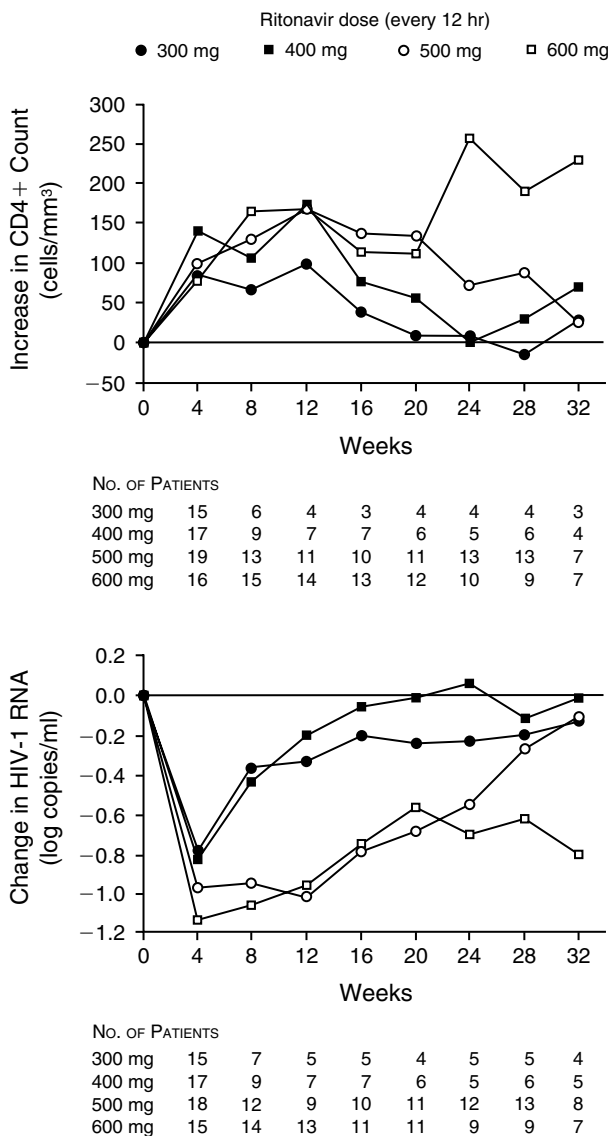 Ritonavir dose (every 12 hr)
● 300 mg ■ 400 mg ○ 500 mg □ 600 mg
Increase in CD4+ Count
(cells/mm³)
300
250
200
150
100
50
0
−50
0 4 8 12 16 20 24 28 32
Weeks
NO. OF PATIENTS
300 mg 15 6 4 3 4 4 4 3
400 mg 17 9 7 7 6 5 6 4
500 mg 19 13 11 10 11 13 13 7
600 mg 16 15 14 13 12 10 9 7
Change in HIV-1 RNA
(log copies/ml)
0.2
0.0
−0.2
−0.4
−0.6
−0.8
−1.0
−1.2
0 4 8 12 16 20 24 28 32
Weeks
NO. OF PATIENTS
300 mg 15 7 5 5 4 5 5 4
400 mg 17 9 7 7 6 5 6 5
500 mg 18 12 9 10 11 12 13 8
600 mg 15 14 13 11 11 9 9 7